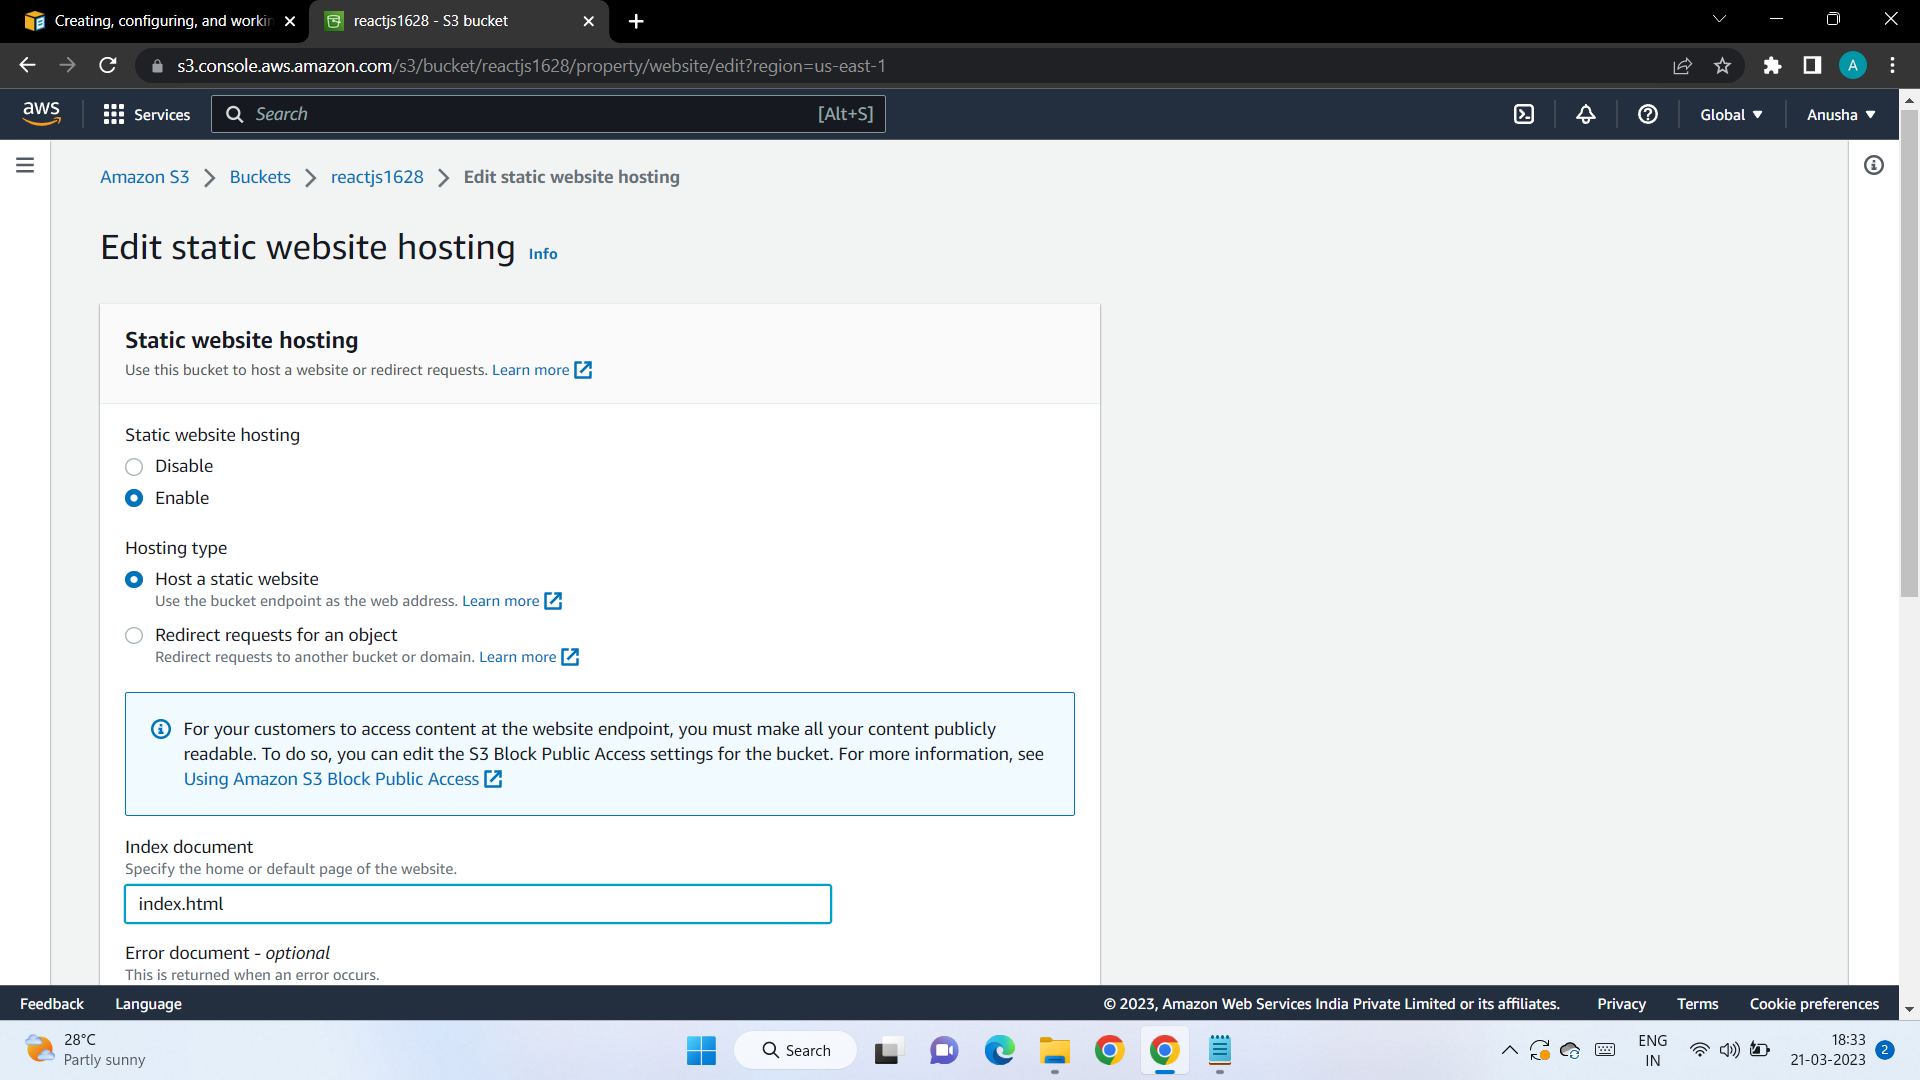 Creating, configuring, and workin
reactjs1628 - S3 bucket
s3.console.aws.amazon.com/s3/bucket/reactjs1628/property/website/edit?region=us-east-1
A
aws
Services
Search
[Alt+S]
Global
Anusha
Amazon S3
Buckets
reactjs1628
Edit static website hosting
Edit static website hosting
Info
Static website hosting
Use this bucket to host a website or redirect requests. Learn more
Static website hosting
Disable
Enable
Hosting type
Host a static website
Use the bucket endpoint as the web address. Learn more
Redirect requests for an object
Redirect requests to another bucket or domain. Learn more
For your customers to access content at the website endpoint, you must make all your content publicly
readable. To do so, you can edit the S3 Block Public Access settings for the bucket. For more information, see
Using Amazon S3 Block Public Access
Index document
Specify the home or default page of the website.
index.html
Error document - optional
This is returned when an error occurs.
Feedback
Language
© 2023, Amazon Web Services India Private Limited or its affiliates.
Privacy
Terms
Cookie preferences
28°C
Partly sunny
Search
ENG
IN
18:33
21-03-2023
2